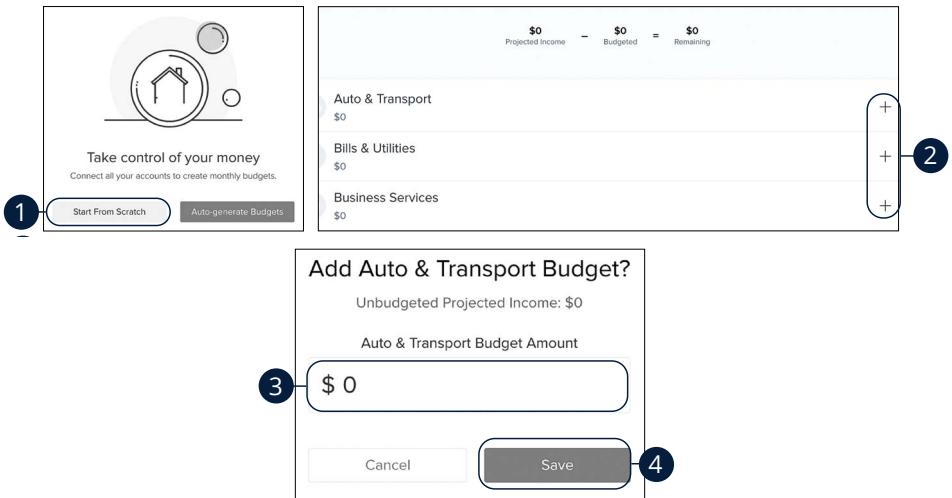 Take control of your money
Connect all your accounts to create monthly budgets.
1
Start From Scratch
Auto-generate Budgets
$0 – $0 = $0
Projected Income Budgeted Remaining
Auto & Transport
$0
+
Bills & Utilities
$0
+
2
Business Services
$0
+
Add Auto & Transport Budget?
Unbudgeted Projected Income: $0
Auto & Transport Budget Amount
3
$ 0
Cancel
Save
4